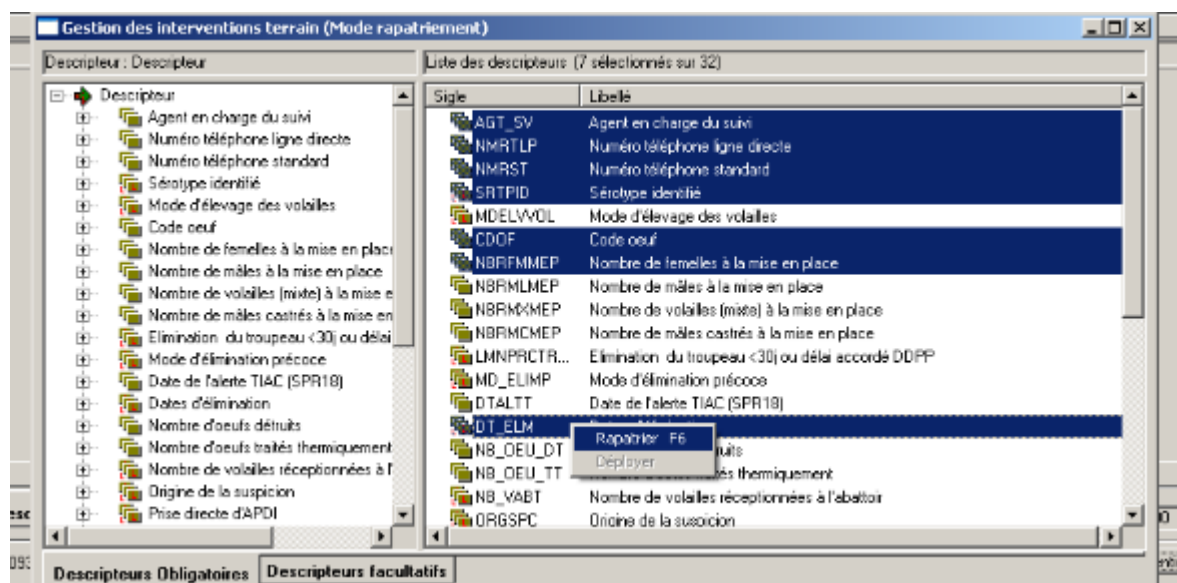 Gestion des interventions terrain (Mode rapatriement)
Descripteur : Descripteur
Descripteur
Agent en charge du suivi
Numéro téléphone ligne directe
Numéro téléphone standard
Sérotype identifié
Mode d'élevage des volailles
Code oeuf
Nombre de femelles à la mise en place
Nombre de mâles à la mise en place
Nombre de volailles (mixte) à la mise e
Nombre de mâles castrés à la mise en
Elimination du troupeau <30j ou délai
Mode d'élimination précoce
Date de l'alerte TIAC (SPR18)
Dates d'élimination
Nombre d'oeufs détruits
Nombre d'oeufs traités thermiquement
Nombre de volailles réceptionnées à l'
Origine de la suspicion
Prise directe d'APDI
Liste des descripteurs (7 sélectionnés sur 32)
Sigle Libellé
AGT_SV Agent en charge du suivi
NMRTLP Numéro téléphone ligne directe
NMRST Numéro téléphone standard
SRTPID Sérotype identifié
MDELVVOL Mode d'élevage des volailles
CDOF Code oeuf
NBRFMMEP Nombre de femelles à la mise en place
NBRMLMEP Nombre de mâles à la mise en place
NBRMXMEP Nombre de volailles (mixte) à la mise en place
NBRMCMEP Nombre de mâles castrés à la mise en place
LMNPRCTR... Elimination du troupeau <30j ou délai accordé DDPP
MD_ELIMP Mode d'élimination précoce
DTALTT Date de l'alerte TIAC (SPR18)
DT_ELM
Rapatrier F6
NB_OEU_DT uits
Déployer
NB_OEU_TT és thermiquement
NB_VABT Nombre de volailles réceptionnées à l'abattoir
ORGSPC Origine de la suspicion
Descripteurs Obligatoires Descripteurs facultatifs